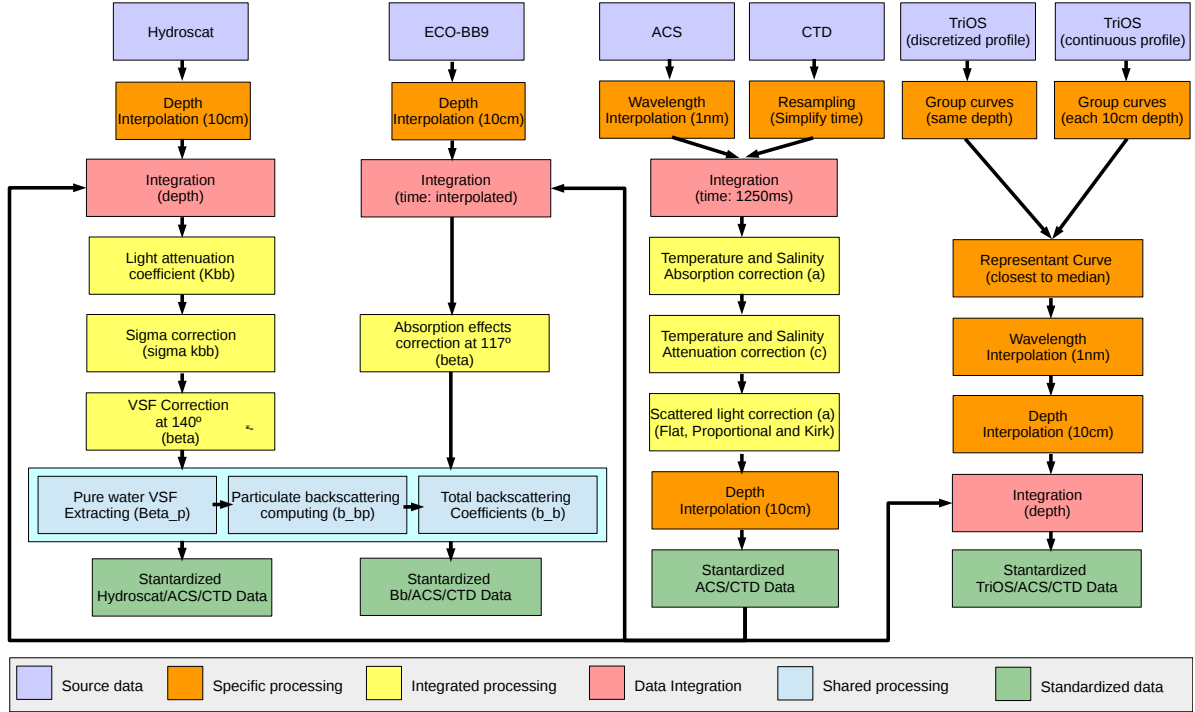 Hydroscat
ECO-BB9
ACS
CTD
TriOS
(discretized profile)
TriOS
(continuous profile)
Depth
Interpolation (10cm)
Depth
Interpolation (10cm)
Wavelength
Interpolation (1nm)
Resampling
(Simplify time)
Group curves
(same depth)
Group curves
(each 10cm depth)
Integration
(depth)
Integration
(time: interpolated)
Integration
(time: 1250ms)
Light attenuation
coefficient (Kbb)
Temperature and Salinity
Absorption correction (a)
Representant Curve
(closest to median)
Sigma correction
(sigma kbb)
Absorption effects
correction at 117º
(beta)
Temperature and Salinity
Attenuation correction (c)
Wavelength
Interpolation (1nm)
VSF Correction
at 140º
(beta)
Scattered light correction (a)
(Flat, Proportional and Kirk)
Depth
Interpolation (10cm)
Pure water VSF
Extracting (Beta_p)
Particulate backscattering
computing (b_bp)
Total backscattering
Coefficients (b_b)
Depth
Interpolation (10cm)
Integration
(depth)
Stantardized
Hydroscat/ACS/CTD Data
Stantardized
Bb/ACS/CTD Data
Stantardized
ACS/CTD Data
Stantardized
TriOS/ACS/CTD Data
Source data
Specific processing
Integrated processing
Data Integration
Shared processing
Standardized data